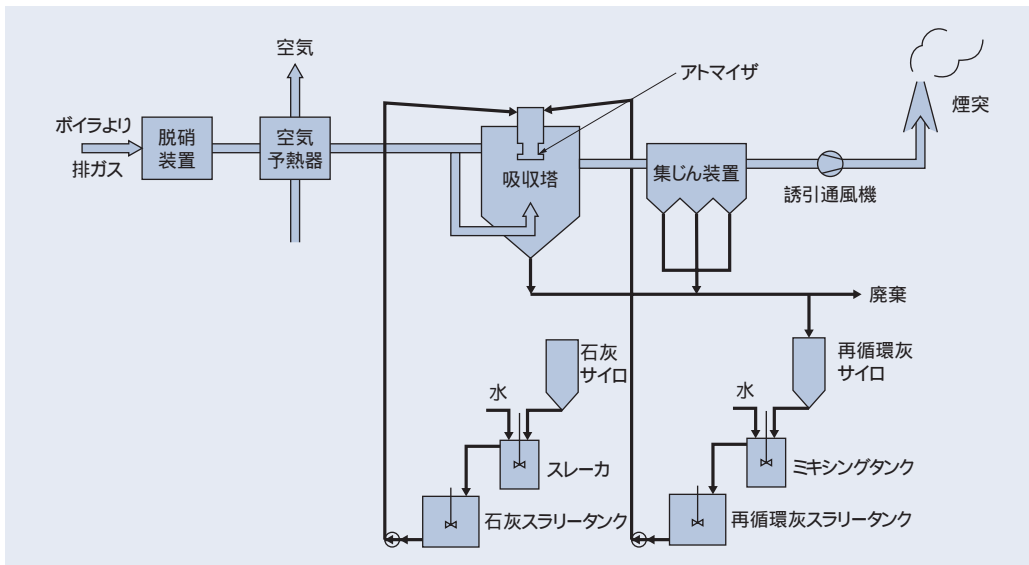 空気
アトマイザ
煙突
ボイラより
排ガス
脱硝
装置
空気
予熱器
吸収塔
集じん装置
誘引通風機
廃棄
石灰
サイロ
再循環灰
サイロ
水
水
スレーカ
ミキシングタンク
石灰スラリータンク
再循環灰スラリータンク